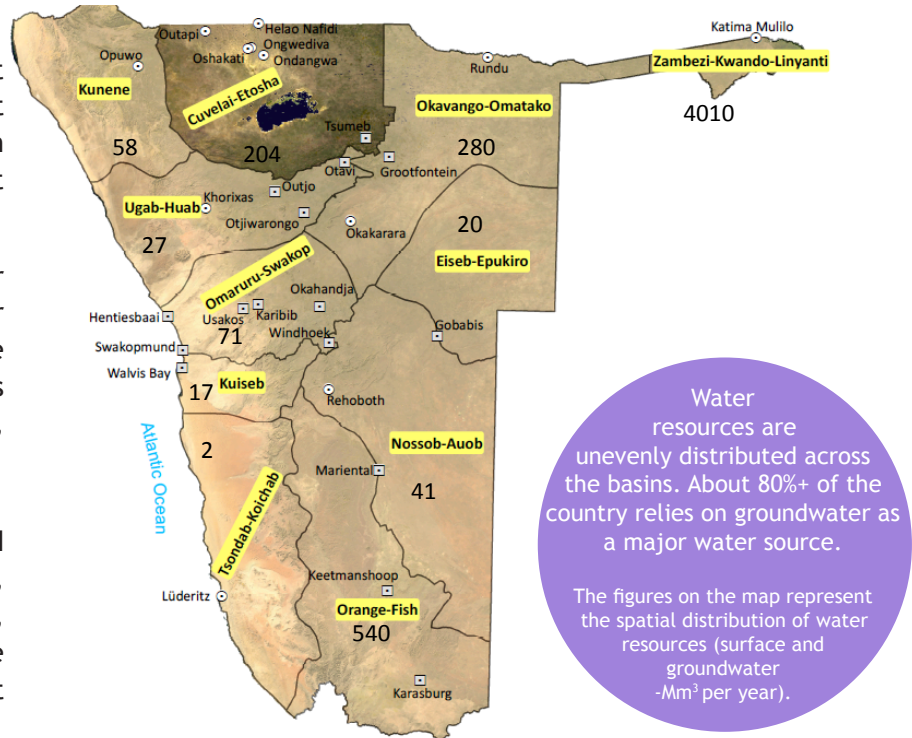 Helao Nafidi
Outapi
Ongwediva
Oshakati
Ondangwa
Katima Mulilo
Opuwo
Rundu
Zambezi-Kwando-Linyanti
Kunene
Cuvelai-Etosha
Okavango-Omatako
4010
Tsumeb
58
204
280
Otavi
Grootfontein
Khorixas
Outjo
Ugab-Huab
Otjiwarongo
Okakarara
20
27
Eiseb-Epukiro
Omaruru-Swakop
Okahandja
Hentiesbaai
Usakos
Karibib
Gobabis
71
Windhoek
Swakopmund
Walvis Bay
17
Kuiseb
Rehoboth
Atlantic Ocean
2
Nossob-Auob
Mariental
41
Tsondab-Koichab
Keetmanshoop
Lüderitz
Orange-Fish
540
Karasburg
Water
resources are
unevenly distributed across
the basins. About 80%+ of the
country relies on groundwater as
a major water source.
The figures on the map represent
the spatial distribution of water
resources (surface and
groundwater
-Mm³ per year).